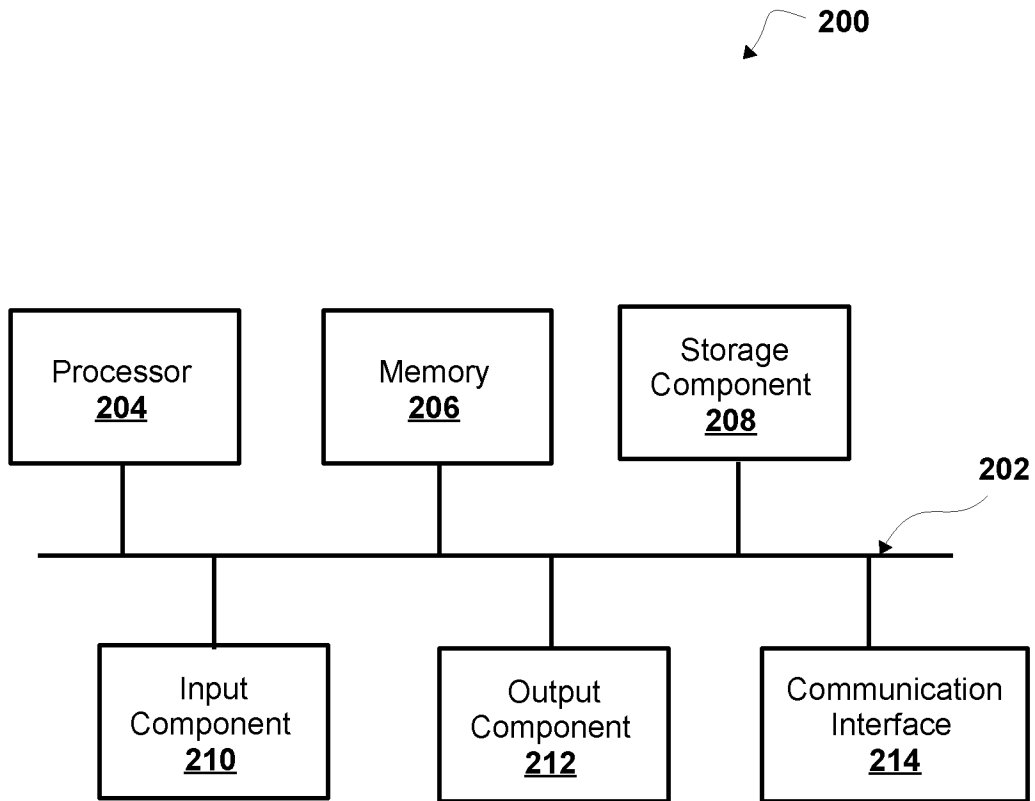 200
Processor
204
Memory
206
Storage
Component
208
202
Input
Component
210
Output
Component
212
Communication
Interface
214